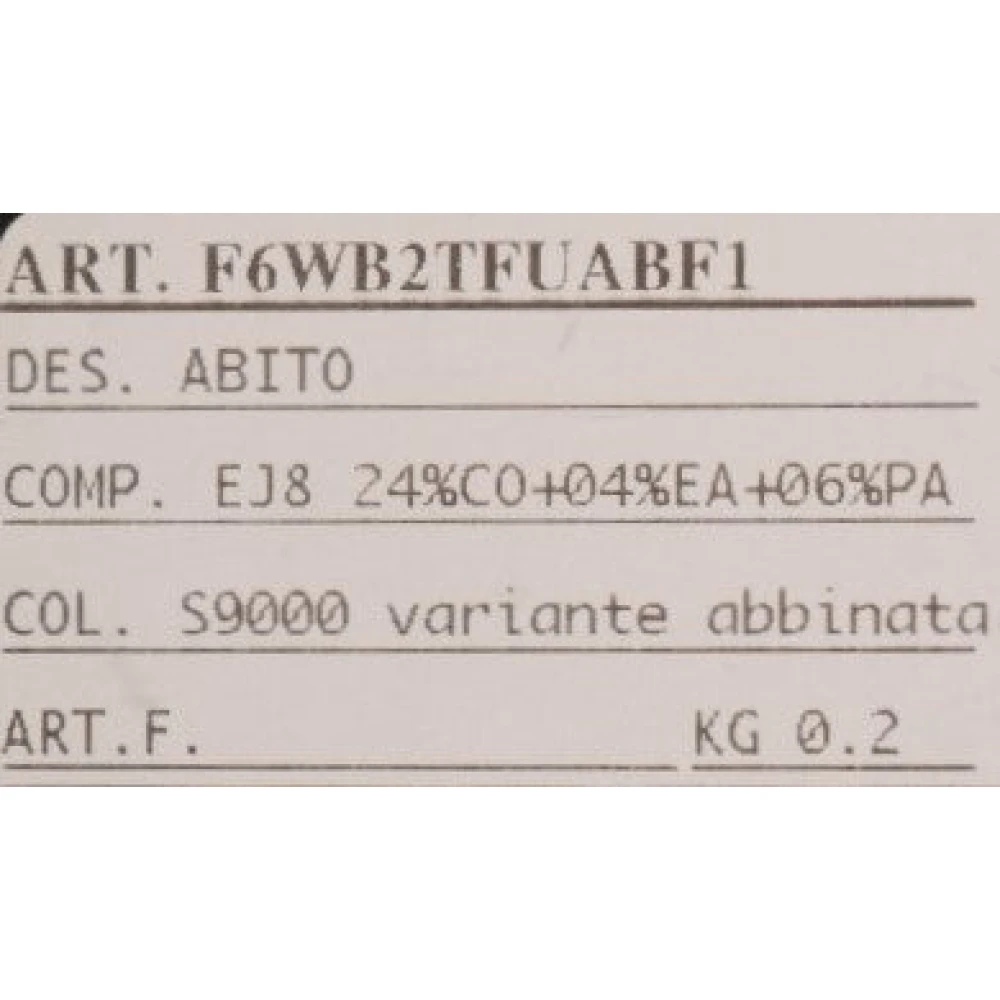 ART. F6WB2TFUABF1
DES. ABITO
COMP. EJ8 24%CO+04%EA+06%PA
COL. S9000 variante abbinata
ART.F. KG 0.2